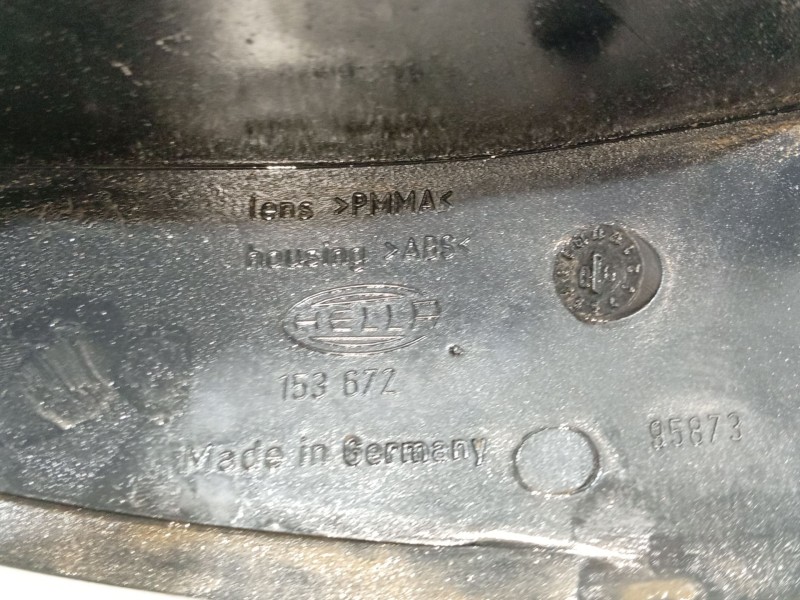 lens >PMMA<
housing >ABS<
HELLA
153 672
Made in Germany
85873